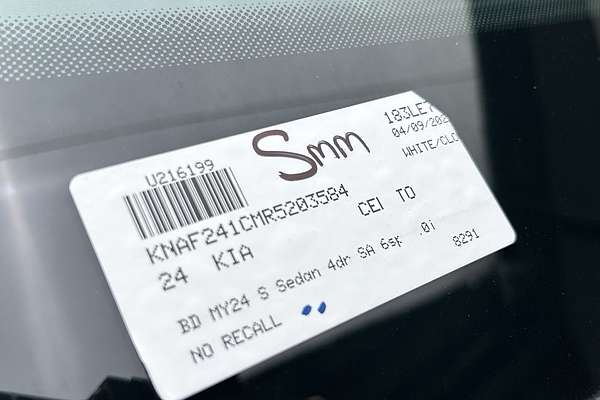 U216199
Smm
183LE7
04/09/202
WHITE/CLO
KNAF241CMR5203584
CEI TO
24 KIA
BD MY24 S Sedan 4dr SA 6sp .0i
8291
NO RECALL